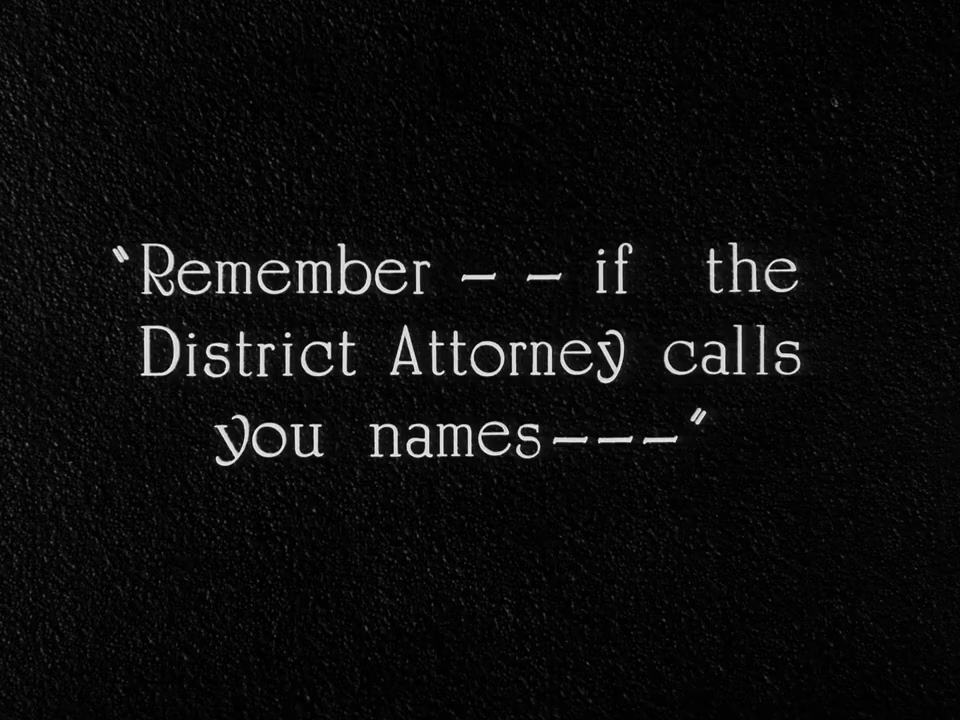 "Remember – – if the
District Attorney calls
you names – – –"